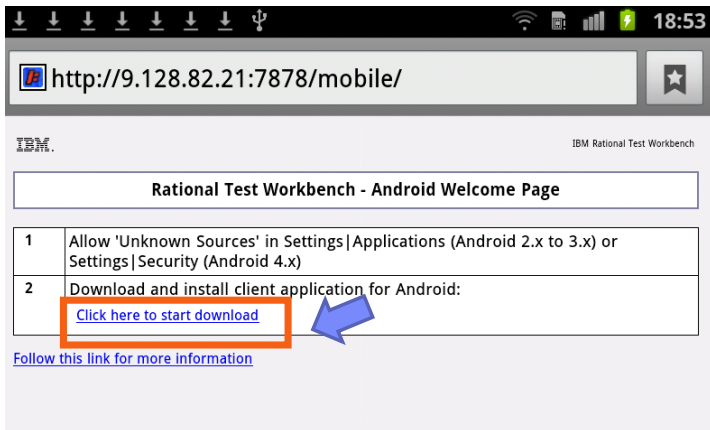 18:53
http://9.128.82.21:7878/mobile/
IBM.
IBM Rational Test Workbench
Rational Test Workbench - Android Welcome Page
1
Allow 'Unknown Sources' in Settings|Applications (Android 2.x to 3.x) or
Settings|Security (Android 4.x)
2
Download and install client application for Android:
Click here to start download
Follow this link for more information